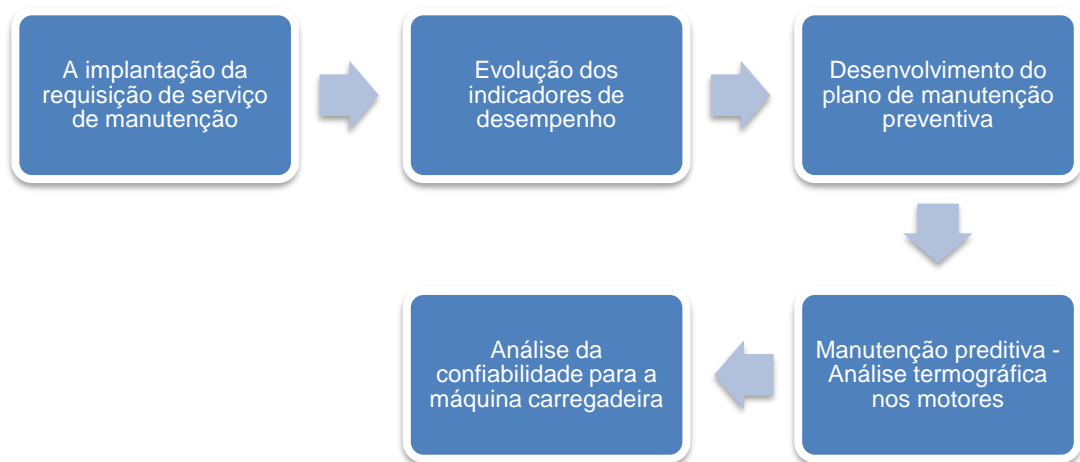 A implantação da
requisição de serviço
de manutenção
Evolução dos
indicadores de
desempenho
Desenvolvimento do
plano de manutenção
preventiva
Manutenção preditiva -
Análise termográfica
nos motores
Análise da
confiabilidade para a
máquina carregadeira